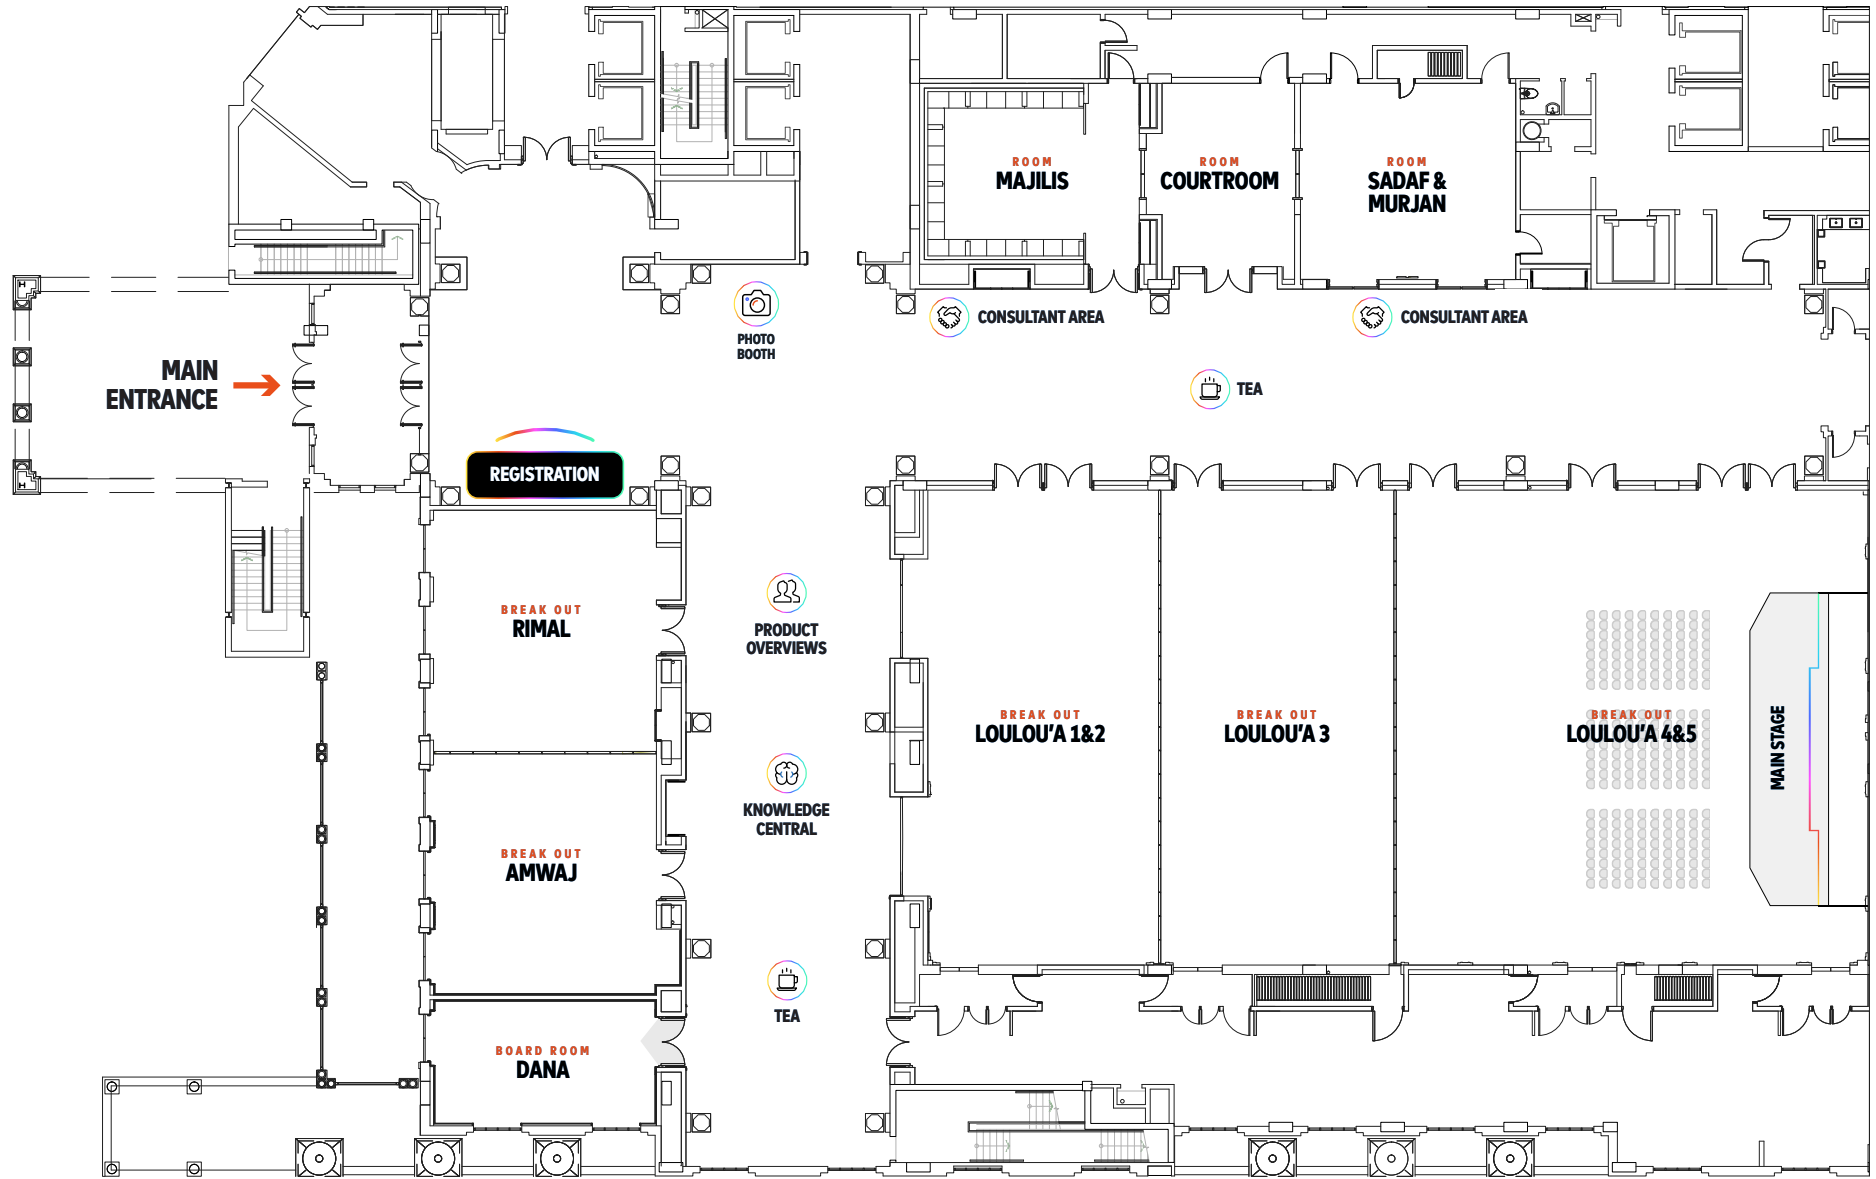 ROOM
MAJILIS
ROOM
COURTROOM
ROOM
SADAF &
MURJAN
PHOTO
BOOTH
CONSULTANT AREA
CONSULTANT AREA
MAIN
ENTRANCE
TEA
REGISTRATION
BREAK OUT
RIMAL
PRODUCT
OVERVIEWS
BREAK OUT
LOULOU'A 1&2
BREAK OUT
LOULOU'A 3
BREAK OUT
LOULOU'A 4&5
MAIN STAGE
KNOWLEDGE
CENTRAL
BREAK OUT
AMWAJ
TEA
BOARD ROOM
DANA